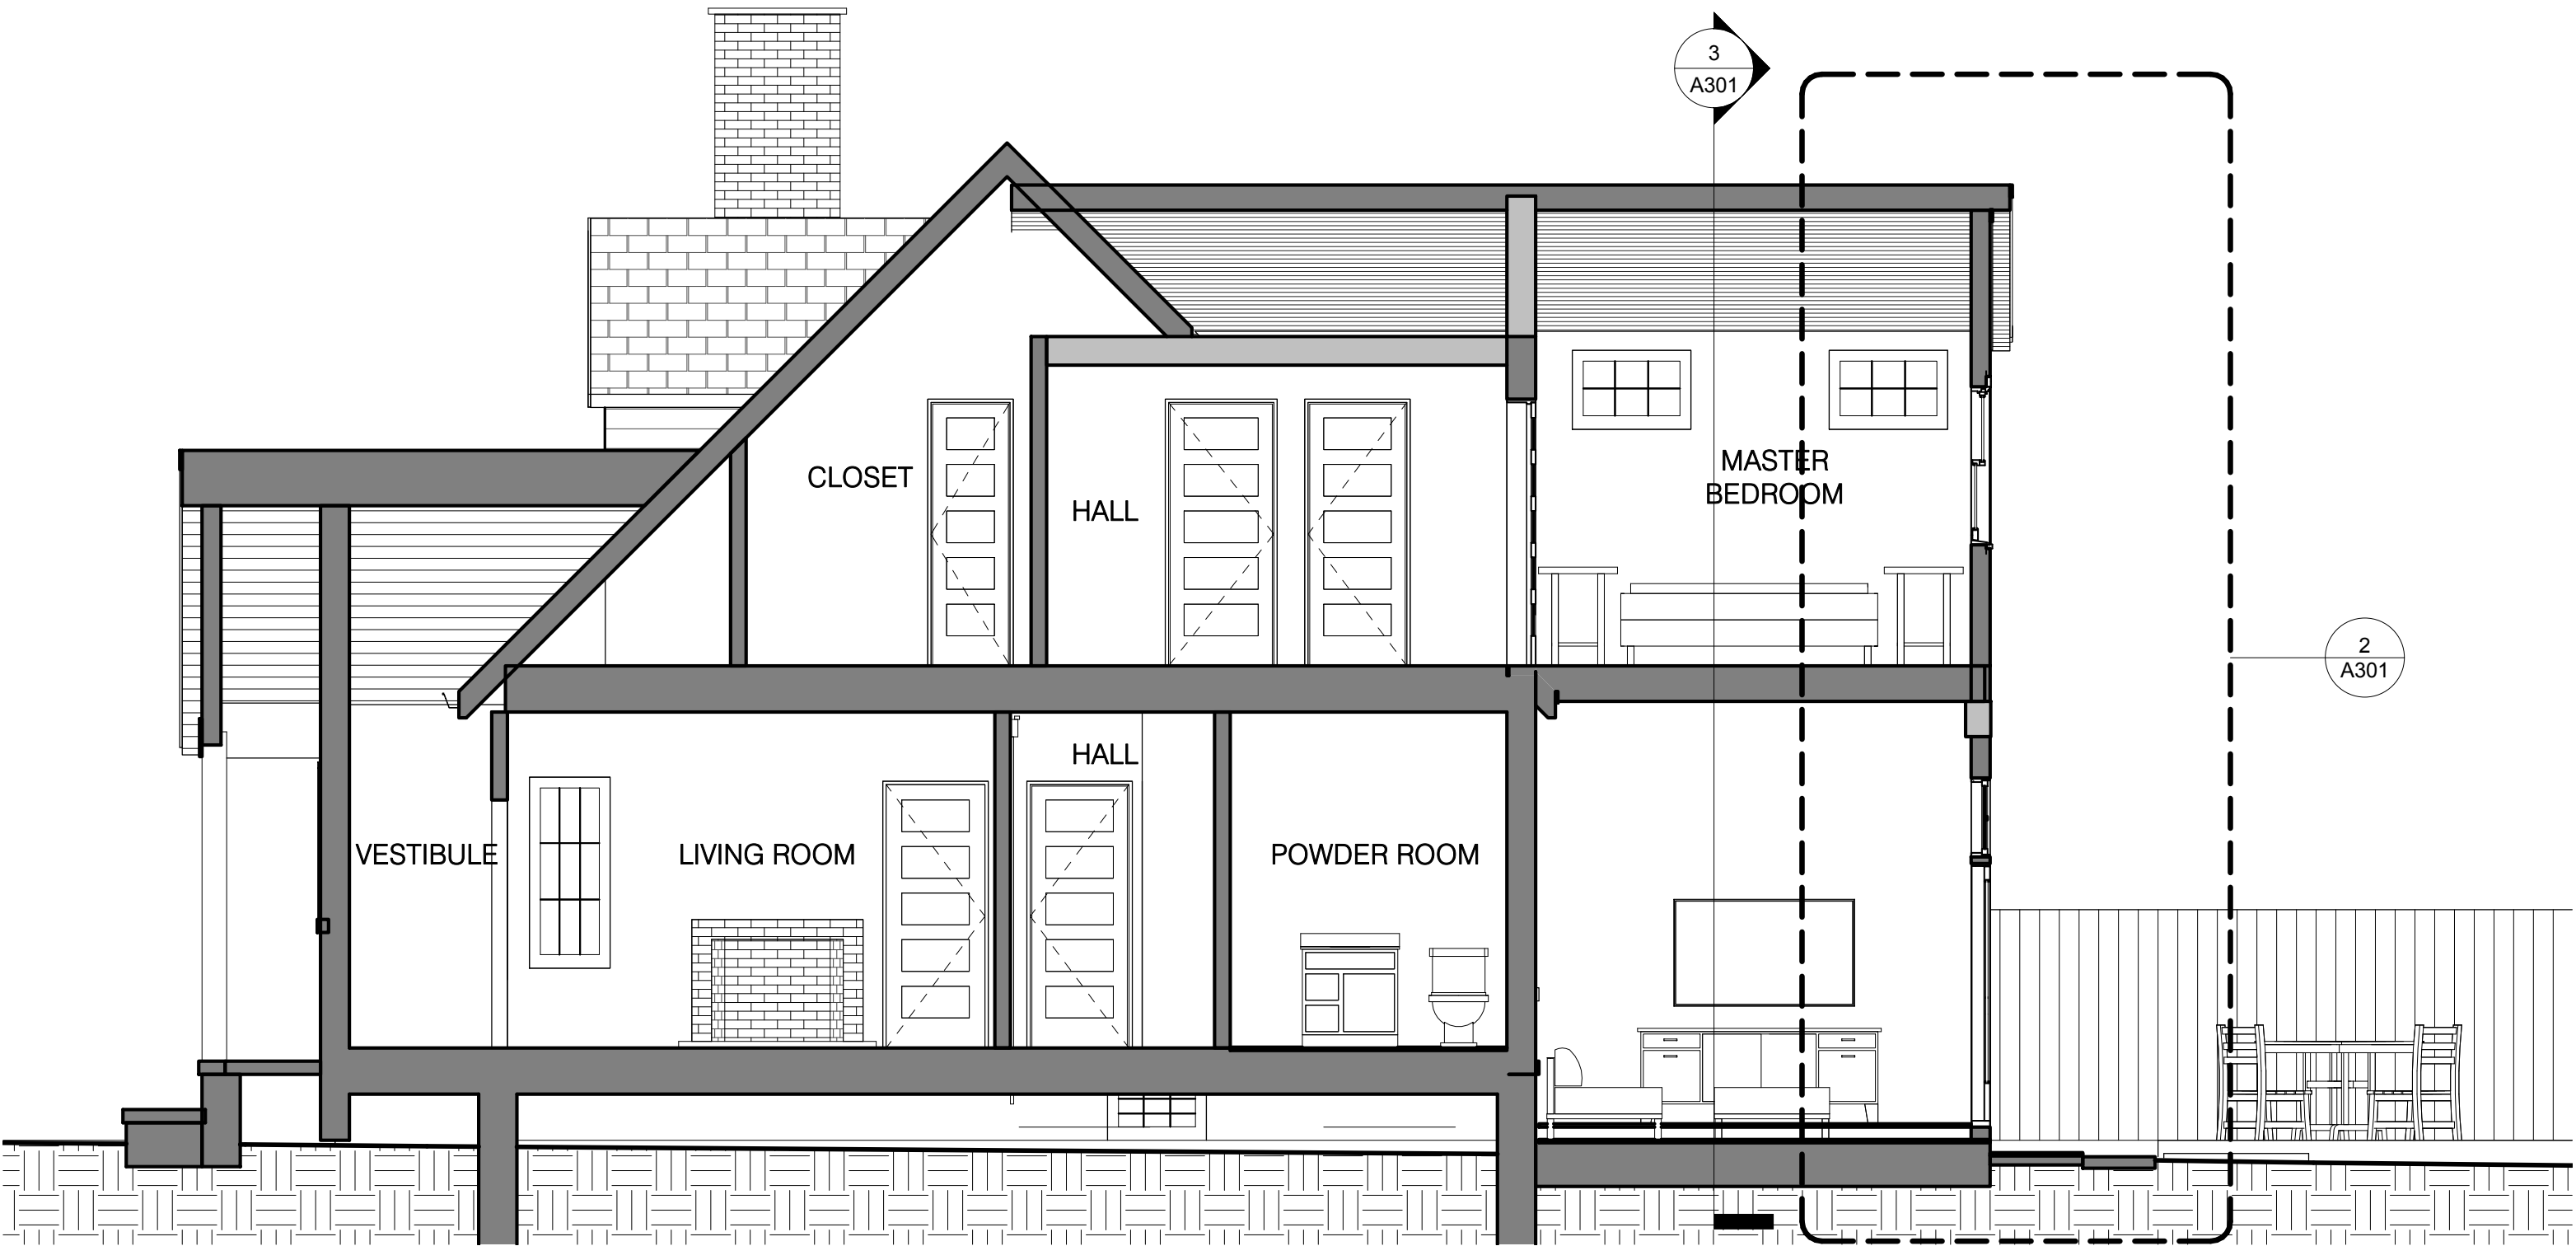 3
A301
CLOSET
HALL
MASTER
BEDROOM
2
A301
HALL
VESTIBULE
LIVING ROOM
POWDER ROOM